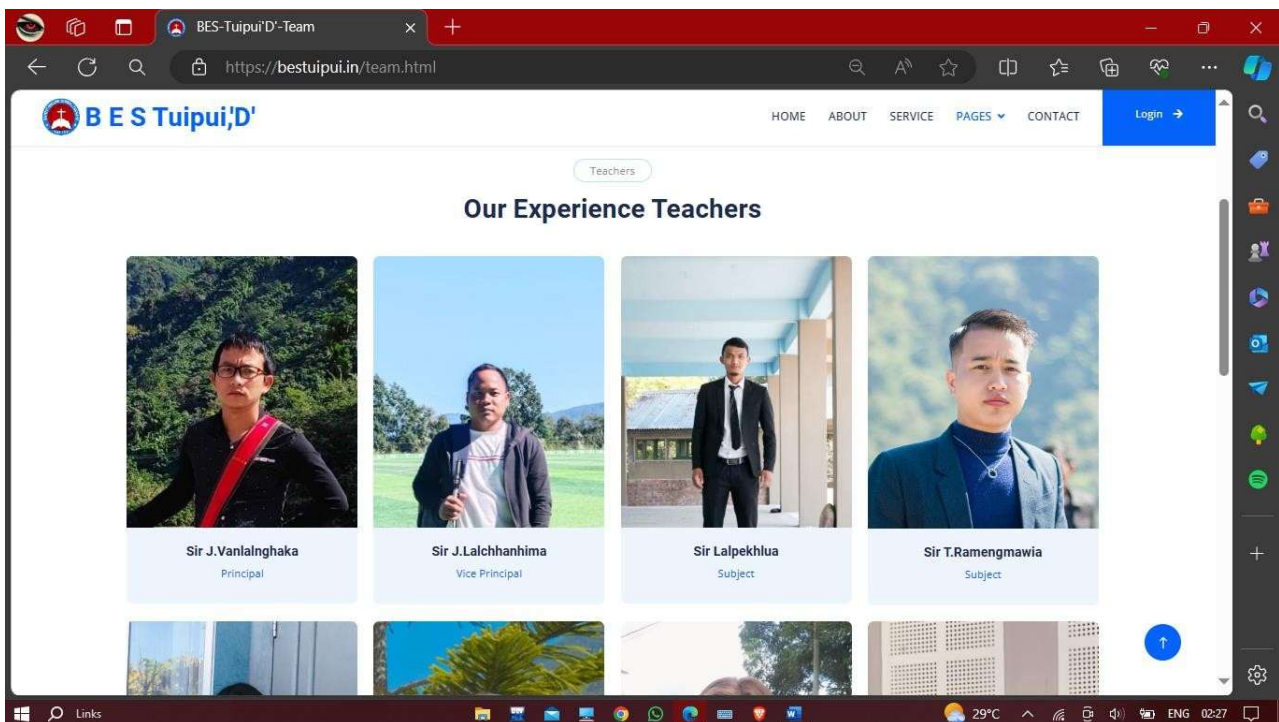 BES-Tuipui'D'-Team
https://bestuipui.in/team.html
B E S Tuipui,'D'
HOME ABOUT SERVICE PAGES CONTACT
Login
Teachers
Our Experience Teachers
Sir J.Vanlalnghaka
Principal
Sir J.Lalchhanhima
Vice Principal
Sir Lalpekhlua
Subject
Sir T.Ramengmawia
Subject
Links
29°C
ENG
02:27